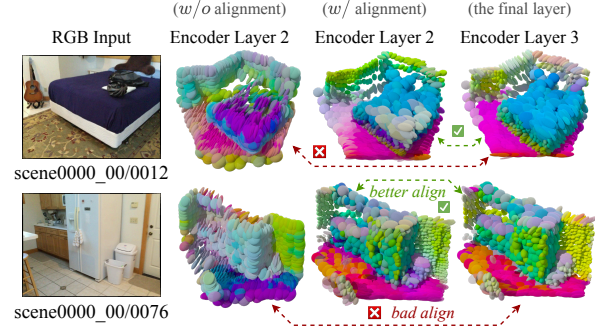 (w/o alignment) (w/ alignment) (the final layer)
RGB Input Encoder Layer 2 Encoder Layer 2 Encoder Layer 3
scene0000_00/0012
better align
bad align
scene0000_00/0076